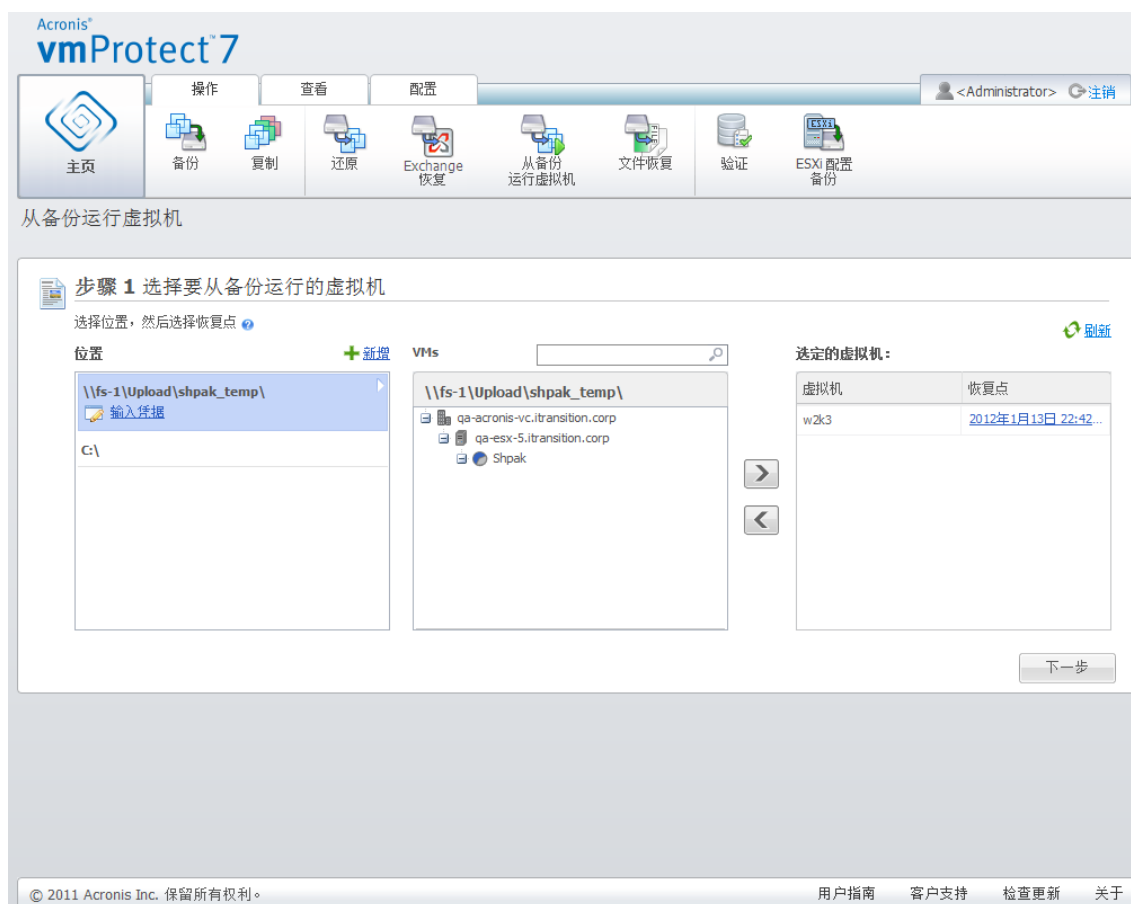 Acronis®
vmProtect™ 7
操作 查看 配置
<Administrator> 注销
主页
备份
复制
还原
Exchange
恢复
从备份
运行虚拟机
文件恢复
验证
ESXi 配置
备份
从备份运行虚拟机
步骤 1 选择要从备份运行的虚拟机
选择位置，然后选择恢复点
刷新
位置
新增
\\fs-1\Upload\shpak_temp\
输入凭据
C:\
VMs
\\fs-1\Upload\shpak_temp\
qa-acronis-vc.itransition.corp
qa-esx-5.itransition.corp
Shpak
选定的虚拟机：
虚拟机 恢复点
w2k3 2012年1月13日 22:42...
下一步
© 2011 Acronis Inc. 保留所有权利。
用户指南 客户支持 检查更新 关于